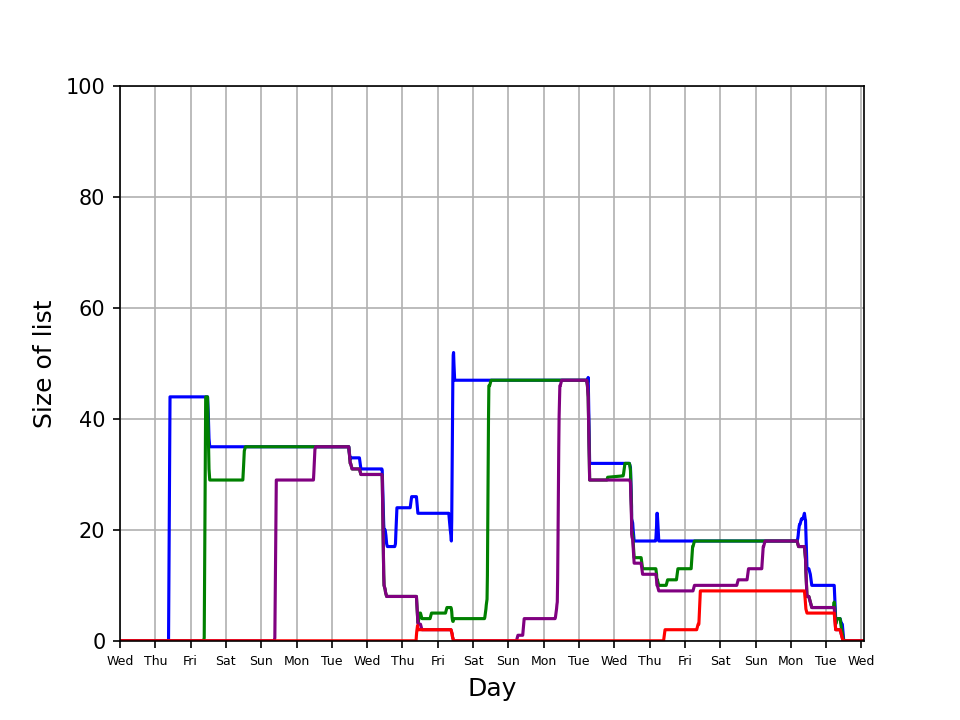 100
80
60
40
20
0
Size of list
Wed Thu Fri Sat Sun Mon Tue Wed Thu Fri Sat Sun Mon Tue Wed Thu Fri Sat Sun Mon Tue Wed
Day